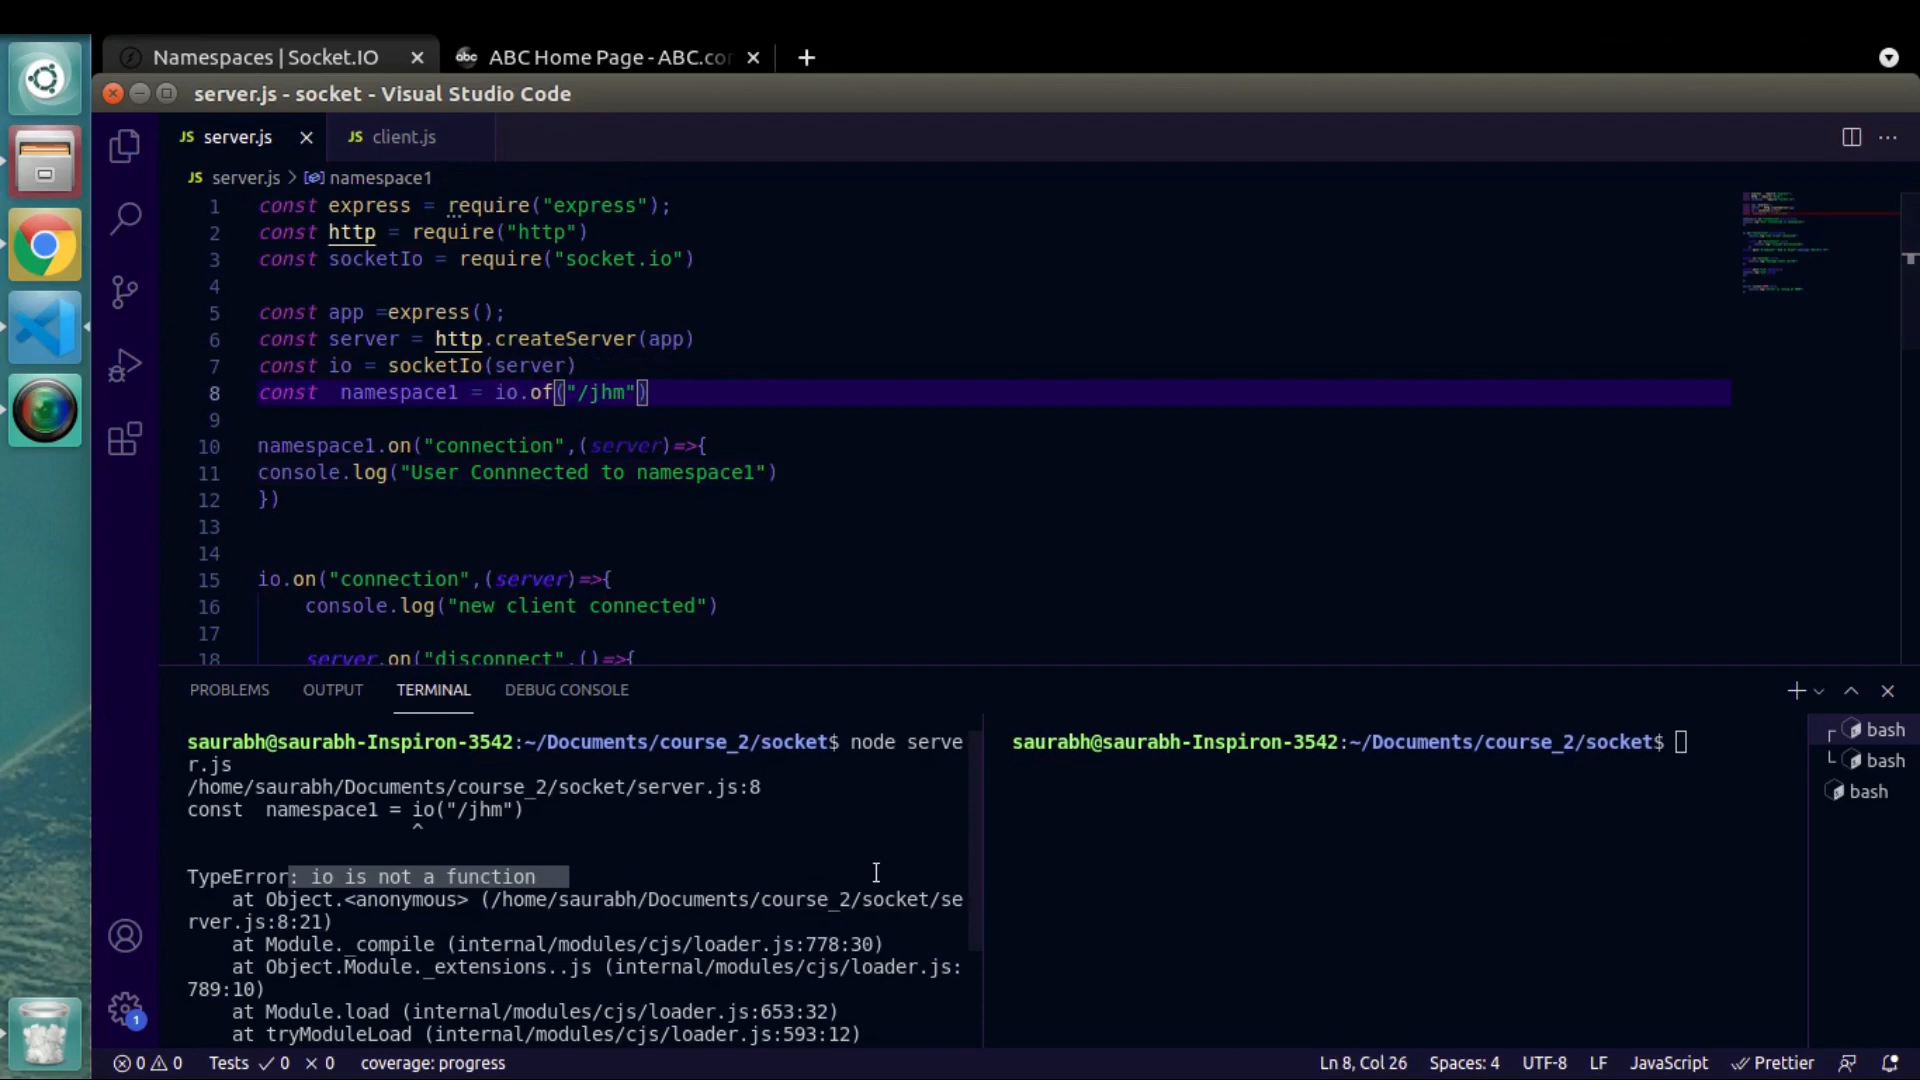 Namespaces | Socket.IO
abc ABC Home Page - ABC.com
server.js - socket - Visual Studio Code
JS server.js
JS client.js
JS server.js > namespace1
1 const express = require("express");
2 const http = require("http")
3 const socketIo = require("socket.io")
4
5 const app =express();
6 const server = http.createServer(app)
7 const io = socketIo(server)
8 const  namespace1 = io.of("/jhm")
9
10 namespace1.on("connection",(server)=>{
11 console.log("User Connnected to namespace1")
12 })
13
14
15 io.on("connection",(server)=>{
16 console.log("new client connected")
17
18 server.on("disconnect",()=>{
PROBLEMS OUTPUT TERMINAL DEBUG CONSOLE
saurabh@saurabh-Inspiron-3542:~/Documents/course_2/socket$ node serve
r.js
/home/saurabh/Documents/course_2/socket/server.js:8
const  namespace1 = io("/jhm")
^
TypeError: io is not a function
at Object.<anonymous> (/home/saurabh/Documents/course_2/socket/se
rver.js:8:21)
at Module._compile (internal/modules/cjs/loader.js:778:30)
at Object.Module._extensions..js (internal/modules/cjs/loader.js:
789:10)
at Module.load (internal/modules/cjs/loader.js:653:32)
at tryModuleLoad (internal/modules/cjs/loader.js:593:12)
saurabh@saurabh-Inspiron-3542:~/Documents/course_2/socket$
bash
bash
bash
1
0 0 Tests ✓ 0 × 0 coverage: progress
Ln 8, Col 26 Spaces: 4 UTF-8 LF JavaScript Prettier